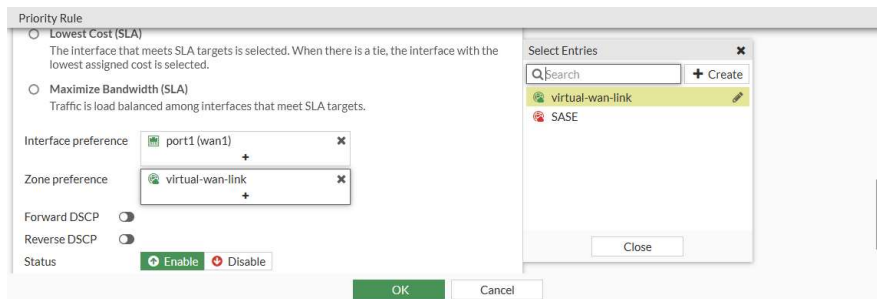 Priority Rule
Lowest Cost (SLA)
The interface that meets SLA targets is selected. When there is a tie, the interface with the
lowest assigned cost is selected.
Maximize Bandwidth (SLA)
Traffic is load balanced among interfaces that meet SLA targets.
Interface preference
port1 (wan1)
+
Zone preference
virtual-wan-link
+
Forward DSCP
Reverse DSCP
Status
Enable
Disable
Select Entries
Search
+ Create
virtual-wan-link
SASE
Close
OK
Cancel